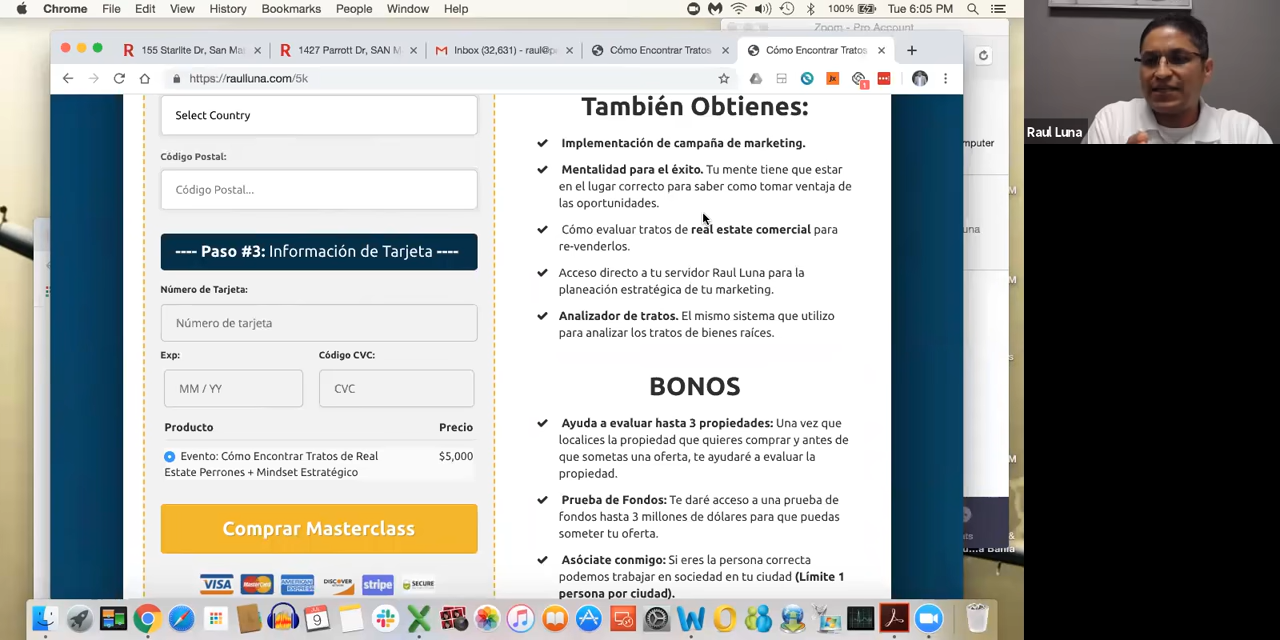 Chrome File Edit View History Bookmarks People Window Help 100% Tue 6:05 PM
Zoom - Pro Account
155 Starlite Dr, San Ma
1427 Parrott Dr, SAN M
Inbox (32,631) - raul@p
Cómo Encontrar Tratos
Cómo Encontrar Tratos
https://raulluna.com/5k
Raul Luna
mputer
Select Country
Código Postal:
Código Postal...
---- Paso #3: Información de Tarjeta ----
Número de Tarjeta:
Número de tarjeta
Exp:
Código CVC:
MM / YY
CVC
Producto
Precio
Evento: Cómo Encontrar Tratos de Real
Estate Perrones + Mindset Estratégico
$5,000
Comprar Masterclass
VISA MasterCard AMERICAN EXPRESS DISCOVER stripe SECURE
También Obtienes:
Implementación de campaña de marketing.
Mentalidad para el éxito. Tu mente tiene que estar
en el lugar correcto para saber como tomar ventaja de
las oportunidades.
Cómo evaluar tratos de real estate comercial para
re-venderlos.
Acceso directo a tu servidor Raul Luna para la
planeación estratégica de tu marketing.
Analizador de tratos. El mismo sistema que utilizo
para analizar los tratos de bienes raíces.
BONOS
Ayuda a evaluar hasta 3 propiedades: Una vez que
localices la propiedad que quieres comprar y antes de
que sometas una oferta, te ayudaré a evaluar la
propiedad.
Prueba de Fondos: Te daré acceso a una prueba de
fondos hasta 3 millones de dólares para que puedas
someter tu oferta.
Asóciate conmigo: Si eres la persona correcta
podemos trabajar en sociedad en tu ciudad (Límite 1
persona por ciudad).